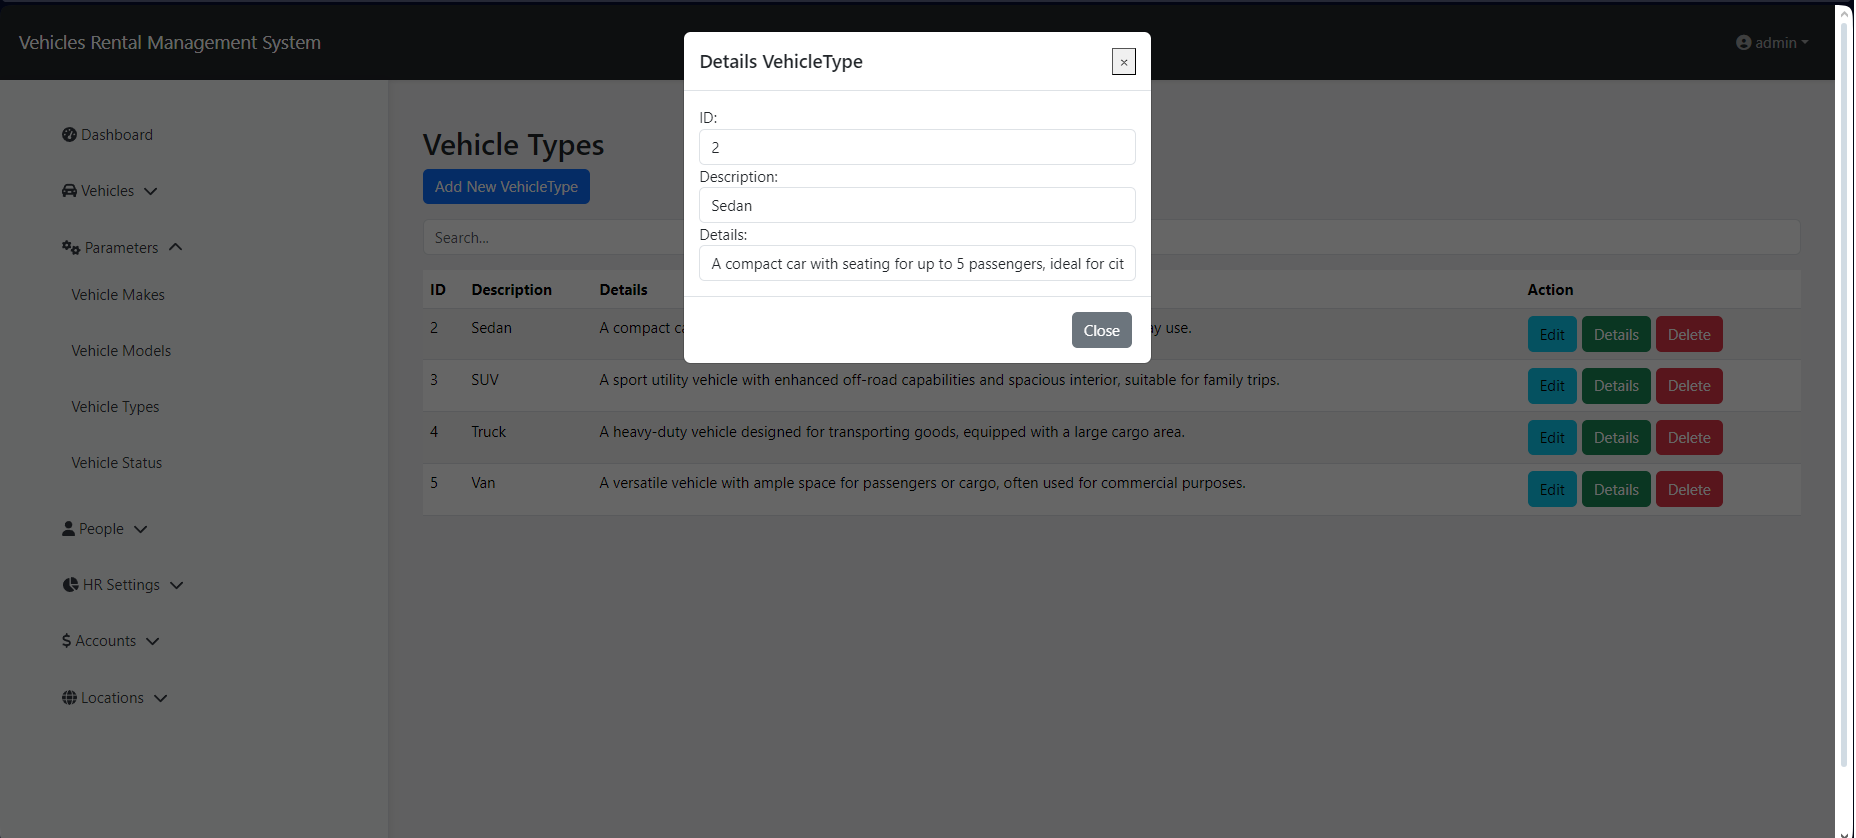 Vehicles Rental Management System
admin
Details VehicleType
×
ID:
2
Description:
Sedan
Details:
A compact car with seating for up to 5 passengers, ideal for cit
Close
Dashboard
Vehicles
Parameters
Vehicle Makes
Vehicle Models
Vehicle Types
Vehicle Status
People
HR Settings
Accounts
Locations
Vehicle Types
Add New VehicleType
Search...
ID Description Details Action
2 Sedan A compact ca ay use. Edit Details Delete
3 SUV A sport utility vehicle with enhanced off-road capabilities and spacious interior, suitable for family trips. Edit Details Delete
4 Truck A heavy-duty vehicle designed for transporting goods, equipped with a large cargo area. Edit Details Delete
5 Van A versatile vehicle with ample space for passengers or cargo, often used for commercial purposes. Edit Details Delete